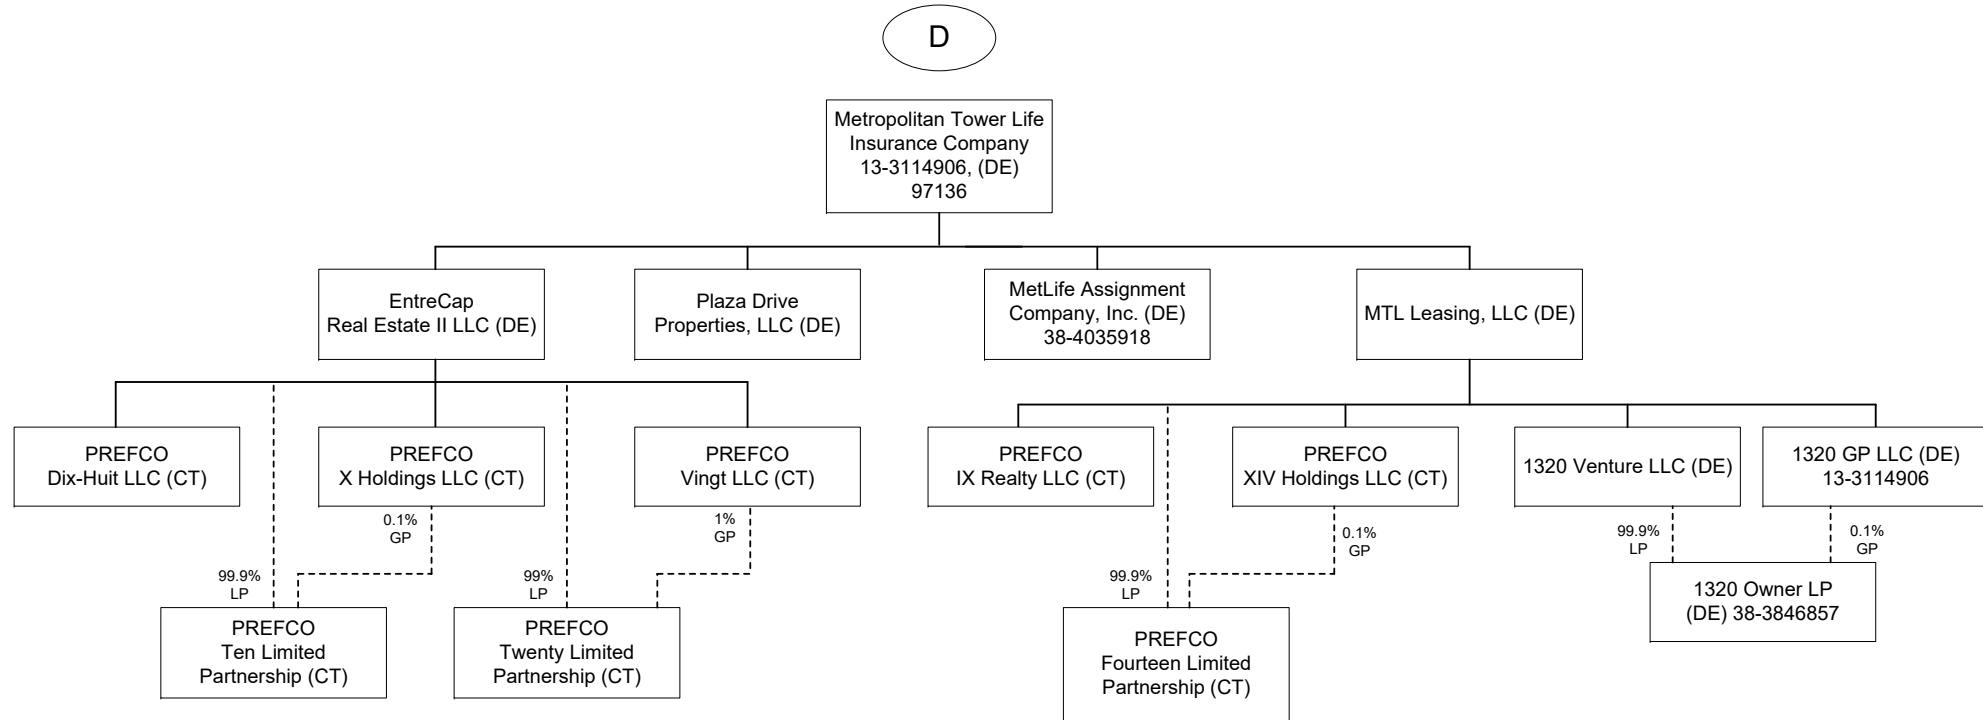 D
Metropolitan Tower Life
Insurance Company
13-3114906, (DE)
97136
EntreCap
Real Estate II LLC (DE)
Plaza Drive
Properties, LLC (DE)
MetLife Assignment
Company, Inc. (DE)
38-4035918
MTL Leasing, LLC (DE)
PREFCO
Dix-Huit LLC (CT)
PREFCO
X Holdings LLC (CT)
PREFCO
Vingt LLC (CT)
PREFCO
IX Realty LLC (CT)
PREFCO
XIV Holdings LLC (CT)
1320 Venture LLC (DE)
1320 GP LLC (DE)
13-3114906
99.9%
LP
0.1%
GP
99%
LP
1%
GP
99.9%
LP
0.1%
GP
99.9%
LP
0.1%
GP
PREFCO
Ten Limited
Partnership (CT)
PREFCO
Twenty Limited
Partnership (CT)
PREFCO
Fourteen Limited
Partnership (CT)
1320 Owner LP
(DE) 38-3846857